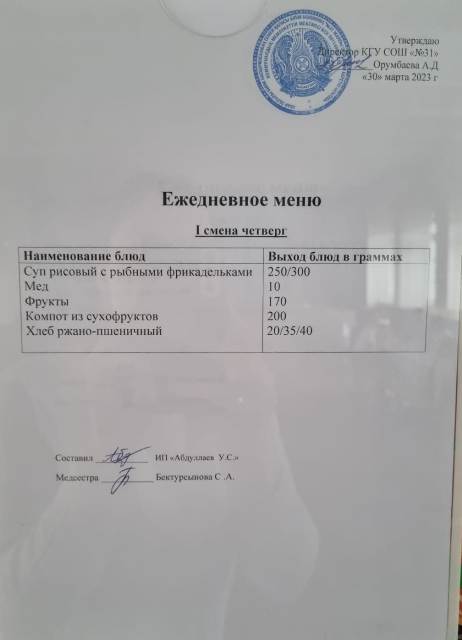 Утверждаю
Директор КГУ СОШ «№31»
Орумбаева А.Д
«30» марта 2023 г
Ежедневное меню
I смена четверг
Наименование блюд Выход блюд в граммах
Суп рисовый с рыбными фрикадельками 250/300
Мед 10
Фрукты 170
Компот из сухофруктов 200
Хлеб ржано-пшеничный 20/35/40
Составил ИП «Абдуллаев У.С.»
Медсестра Бектурсынова С .А.